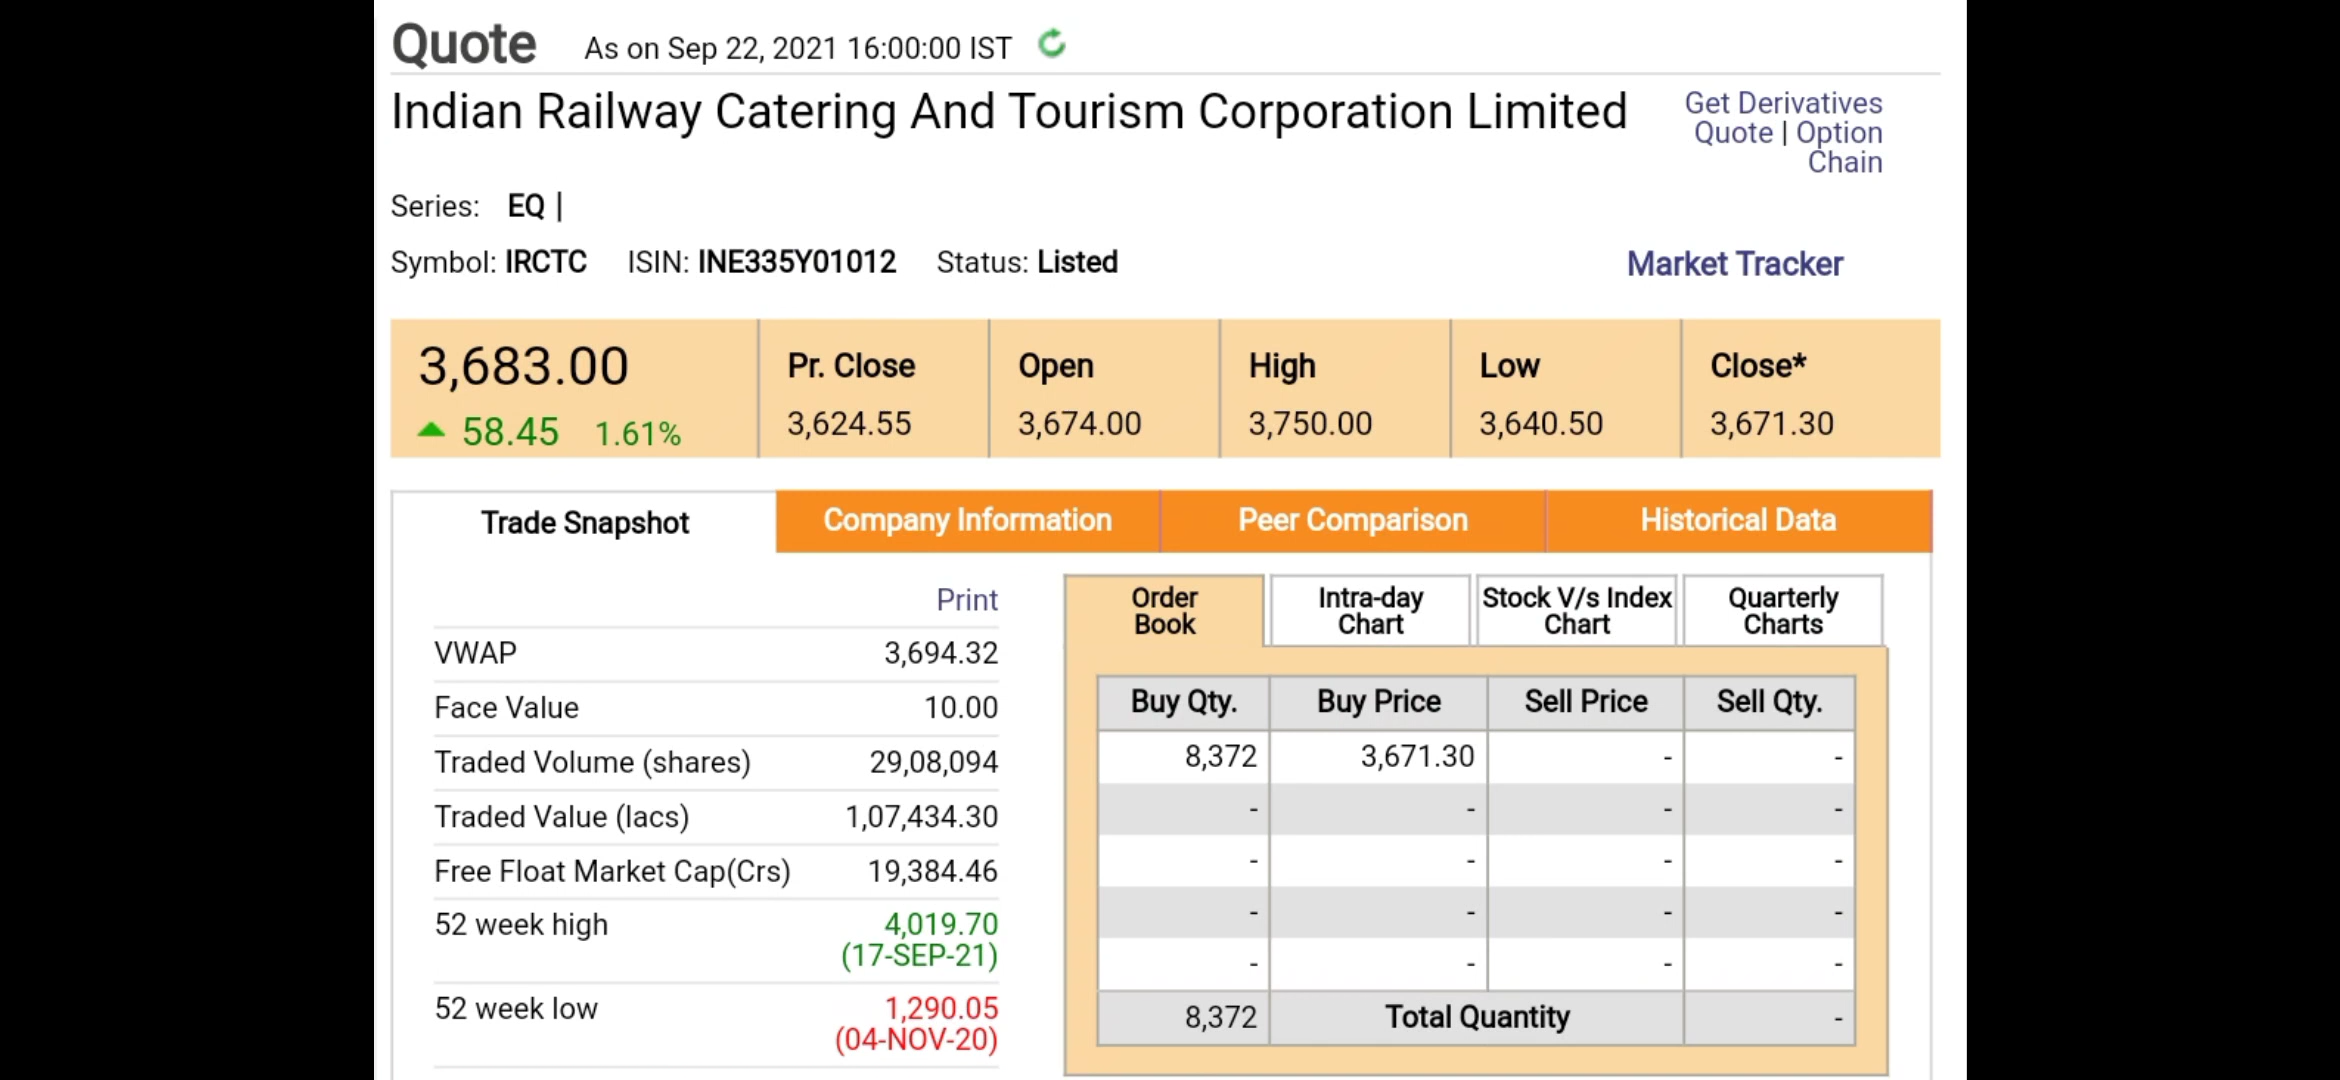 Quote As on Sep 22, 2021 16:00:00 IST
Indian Railway Catering And Tourism Corporation Limited
Get Derivatives
Quote | Option
Chain
Series: EQ |
Symbol: IRCTC ISIN: INE335Y01012 Status: Listed
Market Tracker
3,683.00
58.45 1.61%
Pr. Close Open High Low Close*
3,624.55 3,674.00 3,750.00 3,640.50 3,671.30
Trade Snapshot Company Information Peer Comparison Historical Data
Print
VWAP 3,694.32
Face Value 10.00
Traded Volume (shares) 29,08,094
Traded Value (lacs) 1,07,434.30
Free Float Market Cap(Crs) 19,384.46
52 week high 4,019.70
(17-SEP-21)
52 week low 1,290.05
(04-NOV-20)
Order
Book
Intra-day
Chart
Stock V/s Index
Chart
Quarterly
Charts
Buy Qty. Buy Price Sell Price Sell Qty.
8,372 3,671.30 - -
- - - -
- - - -
- - - -
- - - -
8,372 Total Quantity -